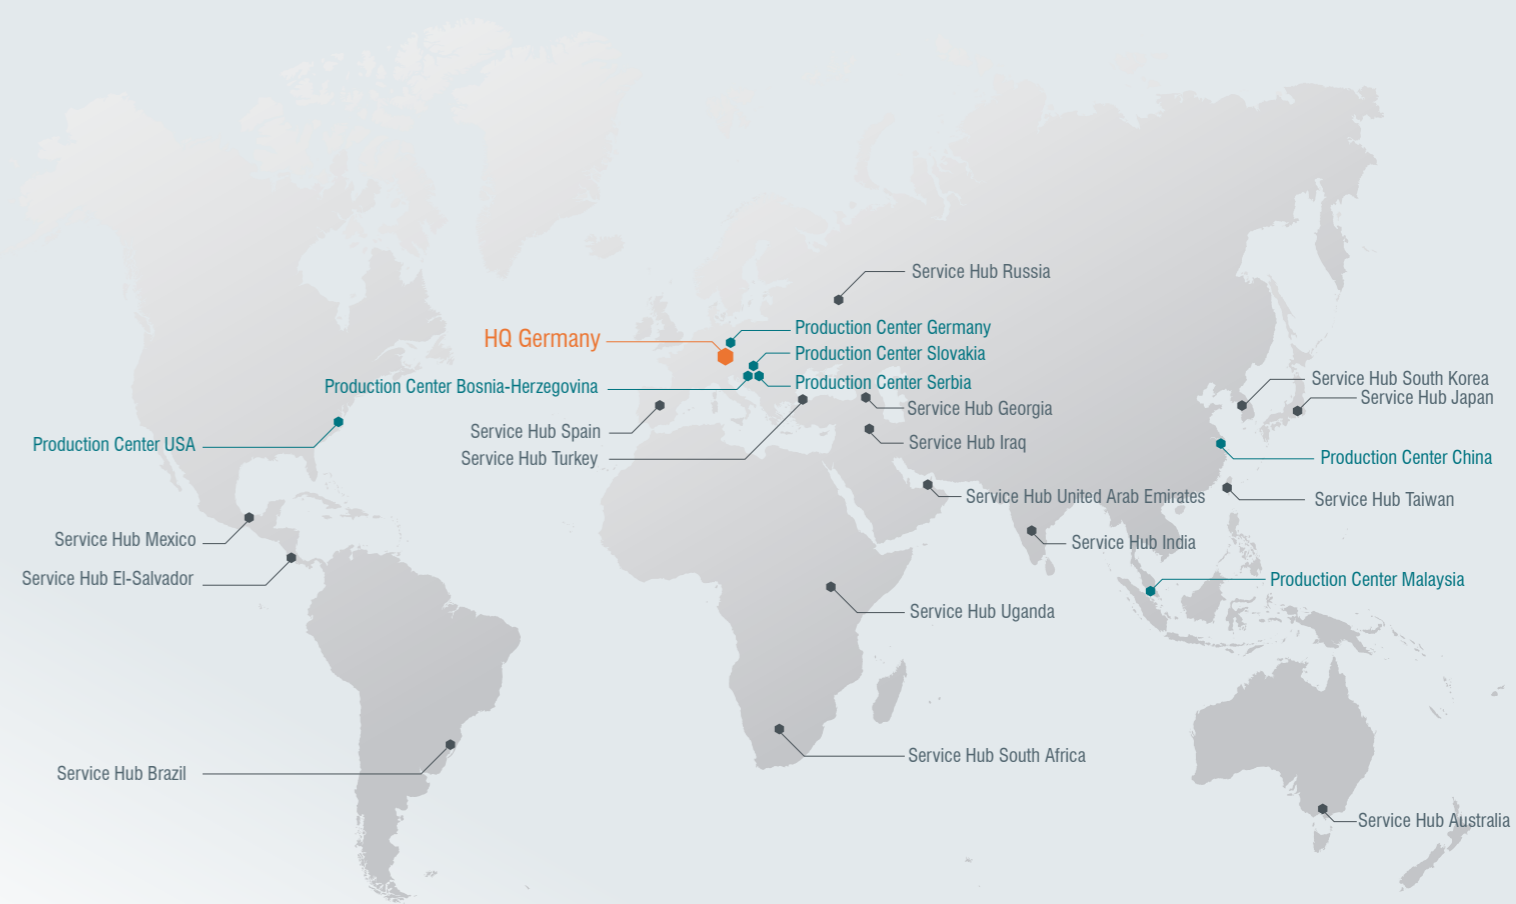 Service Hub Russia
Production Center Germany
HQ Germany
Production Center Slovakia
Production Center Bosnia-Herzegovina
Production Center Serbia
Service Hub South Korea
Service Hub Japan
Service Hub Georgia
Service Hub Spain
Production Center USA
Service Hub Iraq
Service Hub Turkey
Production Center China
Service Hub United Arab Emirates
Service Hub Taiwan
Service Hub Mexico
Service Hub India
Service Hub El-Salvador
Production Center Malaysia
Service Hub Uganda
Service Hub South Africa
Service Hub Brazil
Service Hub Australia